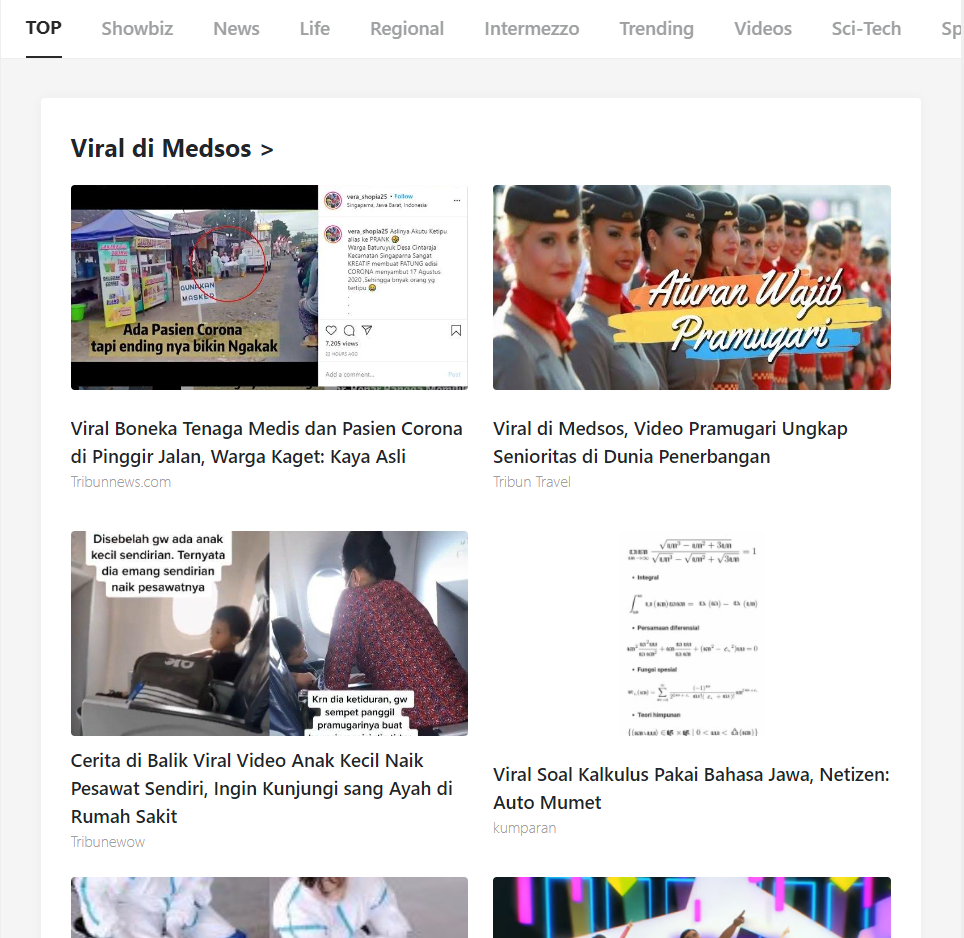 TOP Showbiz News Life Regional Intermezzo Trending Videos Sci-Tech Sp
Viral di Medsos >
vera_shopia25 • Follow
Singaparna, Jawa Barat, Indonesia
vera_shopia25 Aslinya Akutu Ketipu
alias ke PRANK 🤣
Warga Baturuyuk Desa Cintaraja
Kecamatan Singaparna Sangat
KREATIF membuat PATUNG edisi
CORONA menyambut 17 Agustus
2020 .Sehingga bnyak orang yg
tertipu 😂
.
.
.
7,205 views
22 HOURS AGO
Add a comment... Post
GUNAKAN
MASKER
Ada Pasien Corona
tapi ending nya bikin Ngakak
Aturan Wajib
Pramugari
Viral Boneka Tenaga Medis dan Pasien Corona
di Pinggir Jalan, Warga Kaget: Kaya Asli
Tribunnews.com
Viral di Medsos, Video Pramugari Ungkap
Senioritas di Dunia Penerbangan
Tribun Travel
Disebelah gw ada anak
kecil sendirian. Ternyata
dia emang sendirian
naik pesawatnya
Krn dia ketiduran, gw
sempet panggil
pramugarinya buat
• Integral
• Persamaan diferensial
• Fungsi spesial
• Teori himpunan
Cerita di Balik Viral Video Anak Kecil Naik
Pesawat Sendiri, Ingin Kunjungi sang Ayah di
Rumah Sakit
Tribunewow
Viral Soal Kalkulus Pakai Bahasa Jawa, Netizen:
Auto Mumet
kumparan